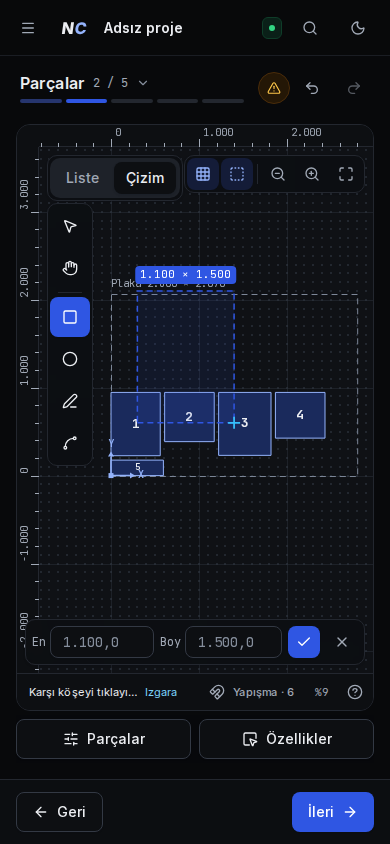 NC Adsız proje
Parçalar 2 / 5
0 1.000 2.000
Liste Çizim
3.000
2.000
1.000
0
-1.000
1.100 × 1.500
1
2
3
4
5
Y
X
En 1.100,0 Boy 1.500,0
Karşı köşeyi tıklayı... Izgara Yapışma · 6 %9
Parçalar Özellikler
Geri İleri